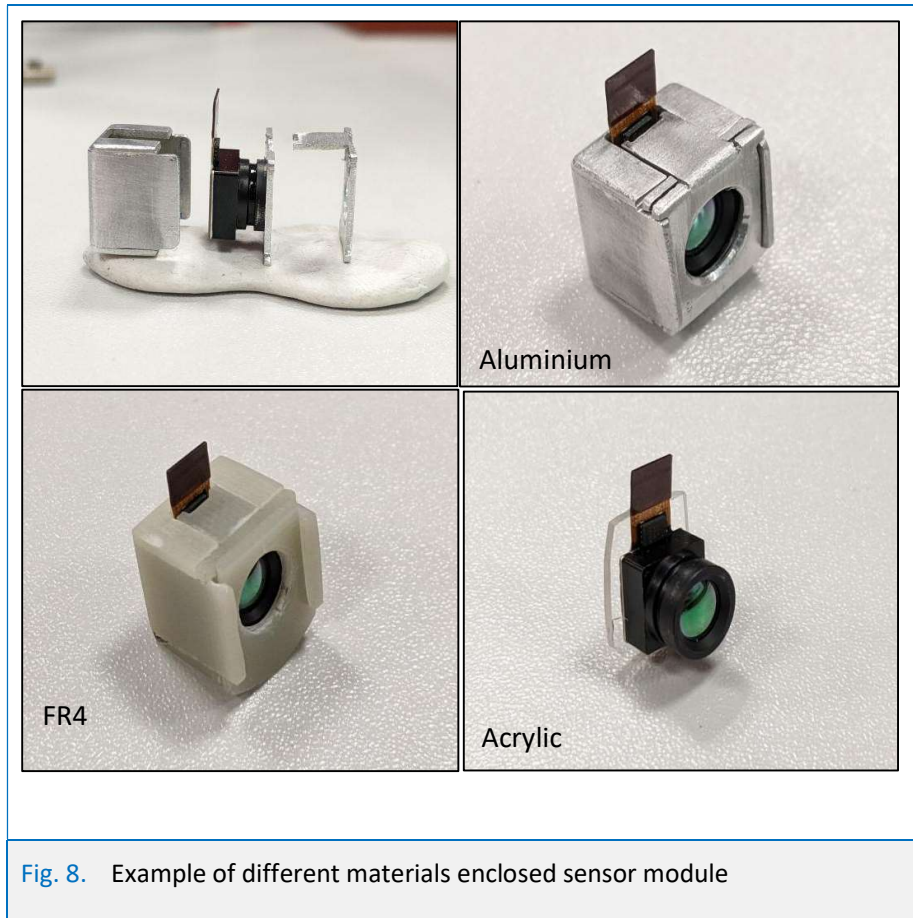 Aluminium
FR4
Acrylic
Fig. 8. Example of different materials enclosed sensor module